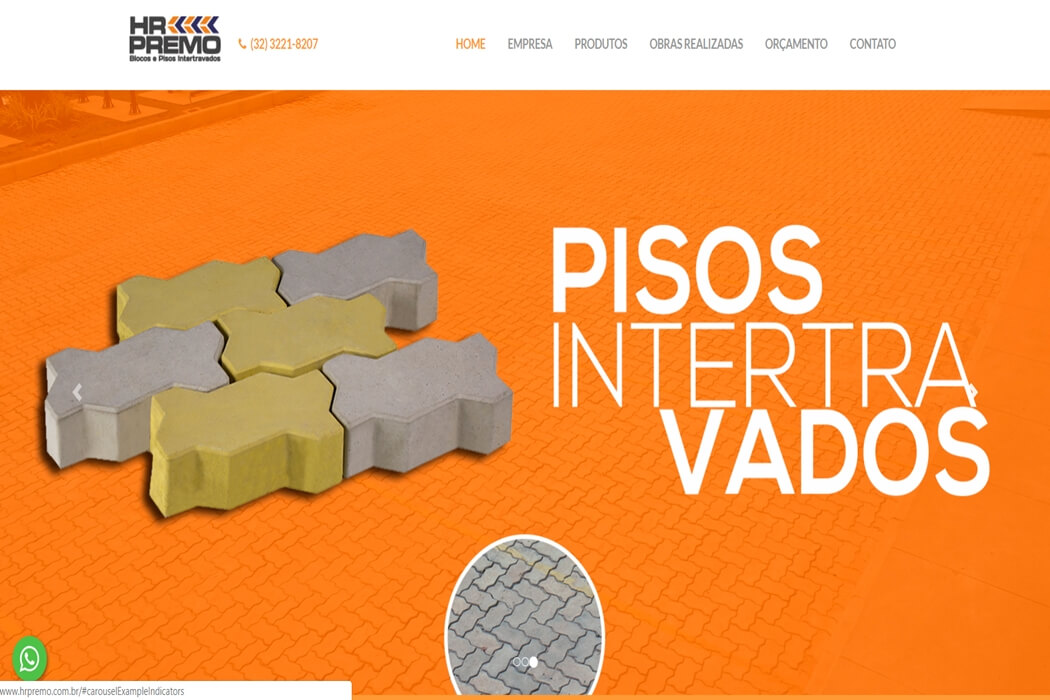 HR
PREMO
Blocos e Pisos Intertravados
(32) 3221-8207
HOME EMPRESA PRODUTOS OBRAS REALIZADAS ORÇAMENTO CONTATO
PISOS
INTERTRA
VADOS
www.hrpremo.com.br/#carouselExampleIndicators